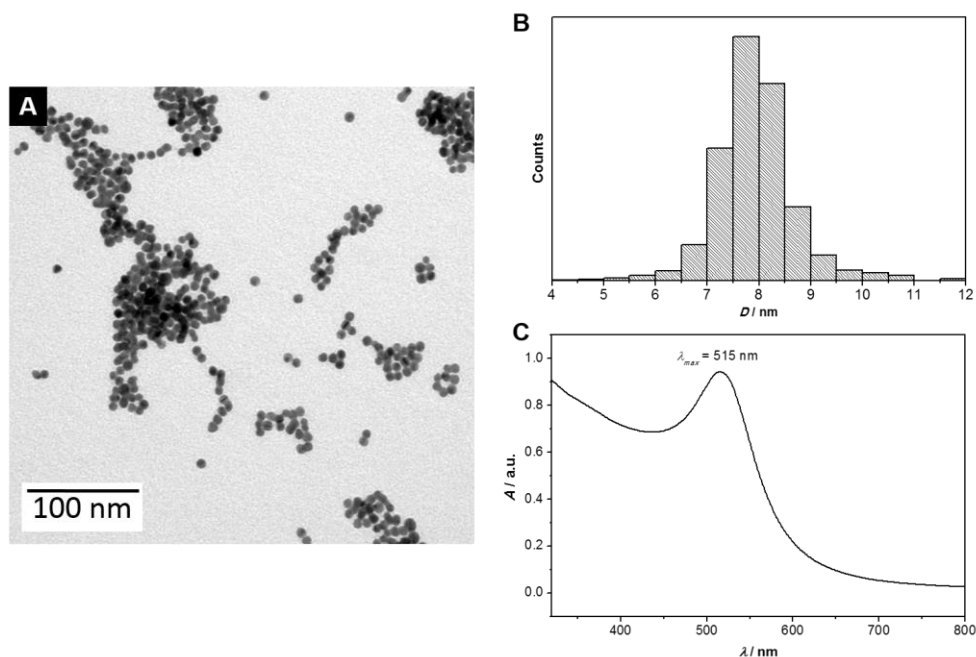 A
100 nm
B
Counts
4 5 6 7 8 9 10 11 12
D / nm
C
λmax = 515 nm
A / a.u.
1.0
0.8
0.6
0.4
0.2
0.0
400 500 600 700 800
λ / nm